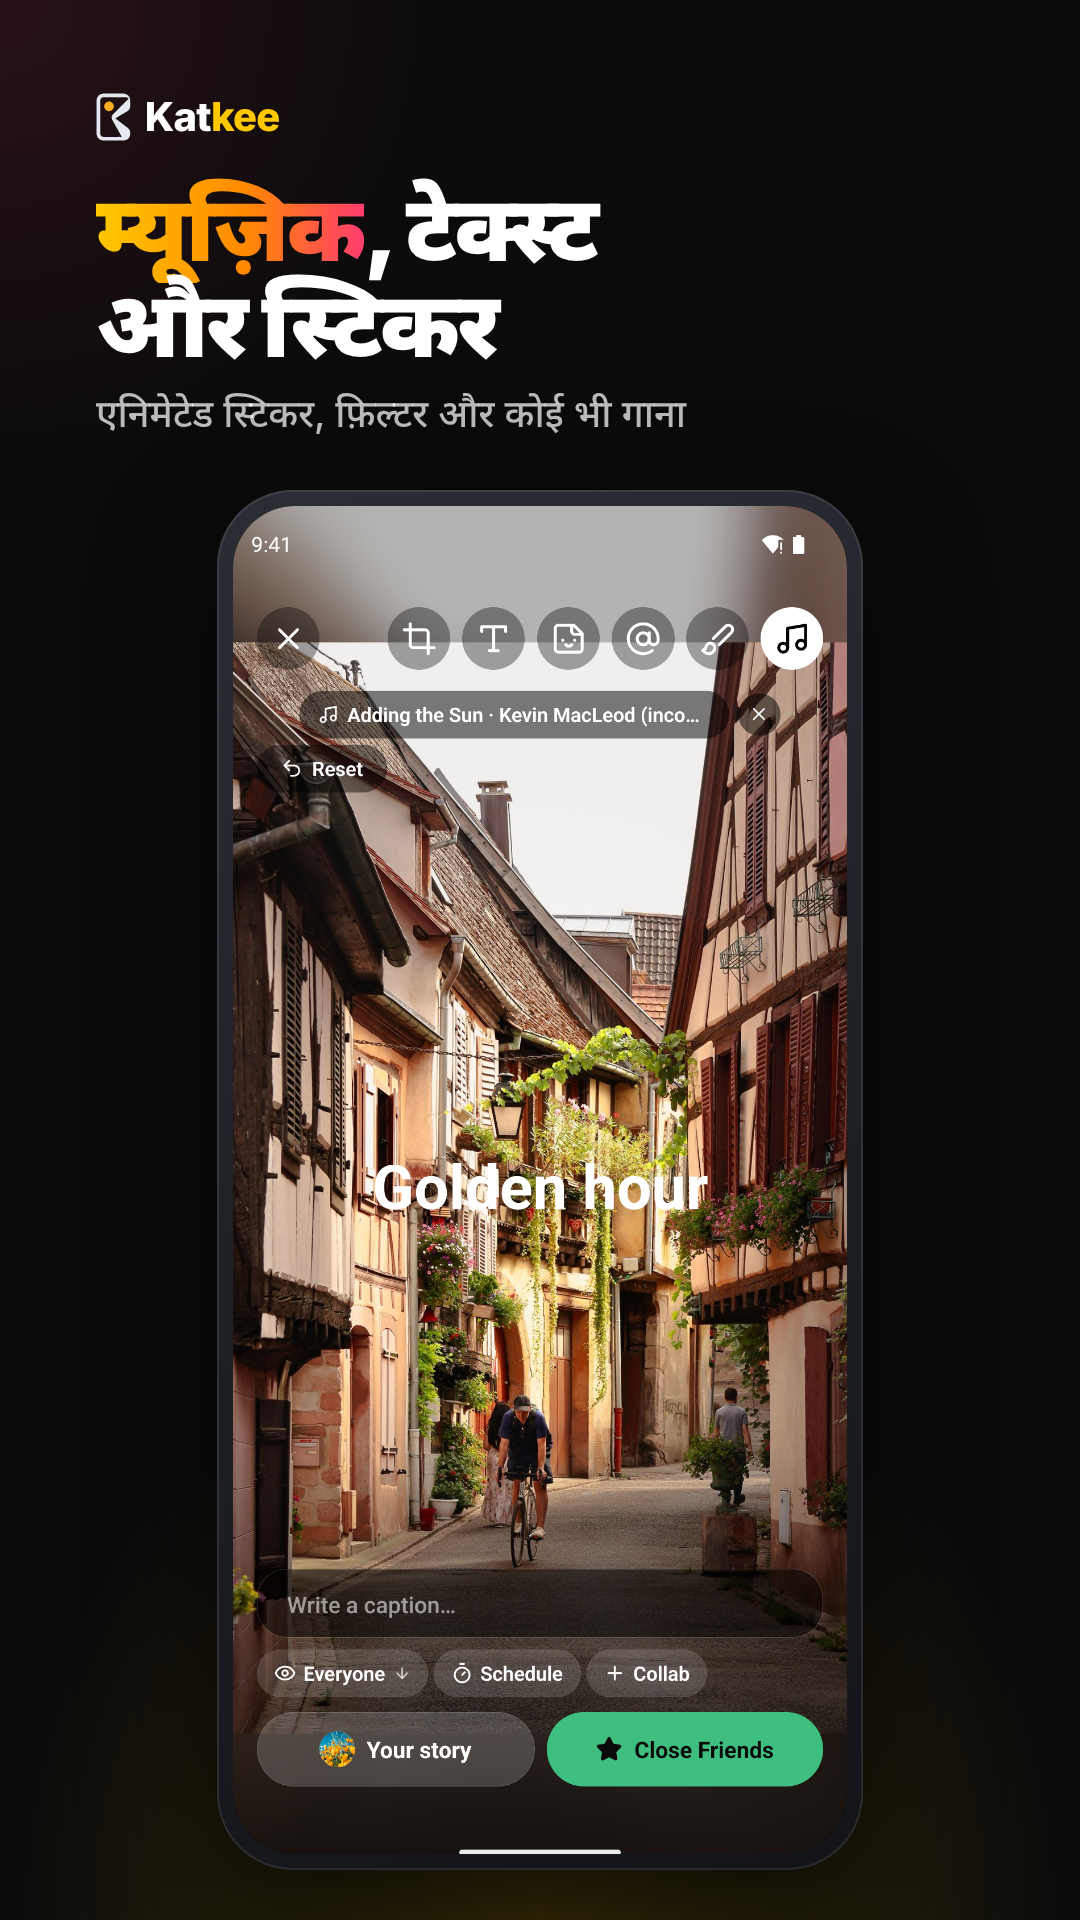 Katkee
म्यूज़िक, टेक्स्ट
और स्टिकर
एनिमेटेड स्टिकर, फ़िल्टर और कोई भी गाना
9:41
Adding the Sun · Kevin MacLeod (inco...
Reset
Golden hour
Write a caption...
Everyone
Schedule
Collab
Your story
Close Friends